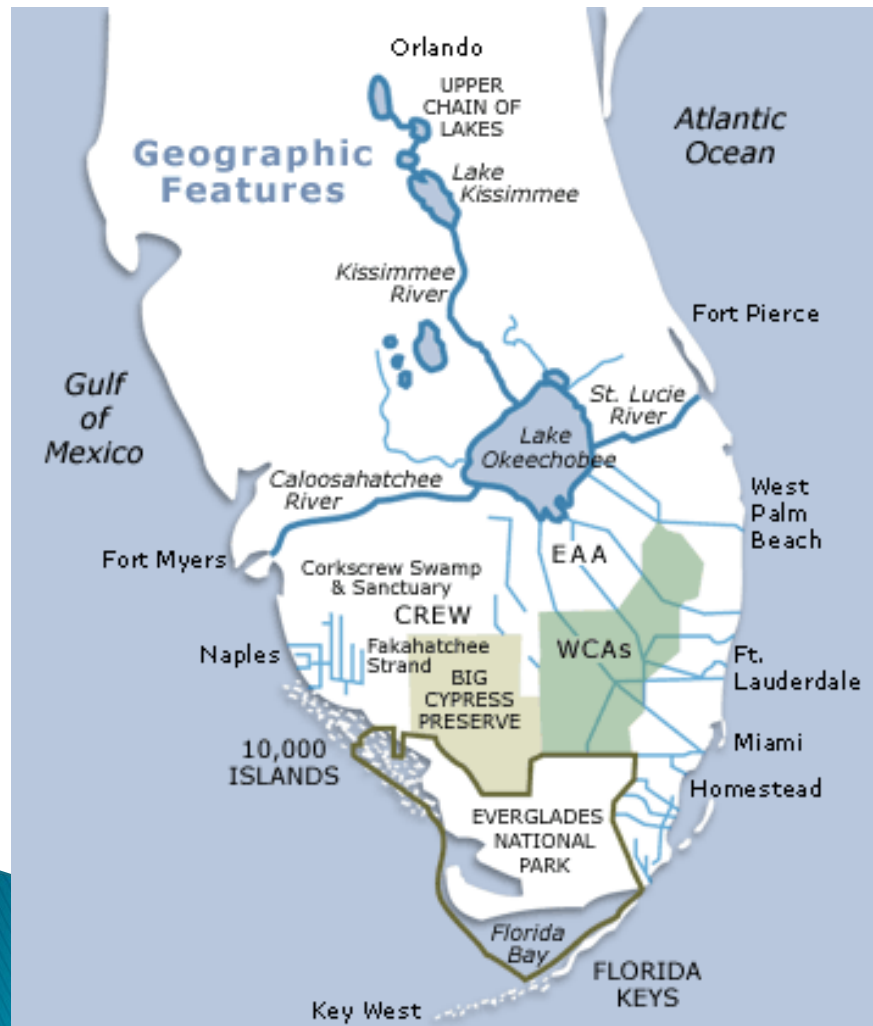 Orlando
UPPER
CHAIN OF
LAKES
Atlantic
Ocean
Geographic
Features
Lake
Kissimmee
Kissimmee
River
Fort Pierce
Gulf
of
Mexico
St. Lucie
River
Lake
Okeechobee
Caloosahatchee
River
West
Palm
Beach
Fort Myers
EAA
Corkscrew Swamp
& Sanctuary
CREW
Naples
Fakahatchee
Strand
WCAs
Ft.
Lauderdale
BIG
CYPRESS
PRESERVE
10,000
ISLANDS
Miami
Homestead
EVERGLADES
NATIONAL
PARK
Florida
Bay
FLORIDA
KEYS
Key West